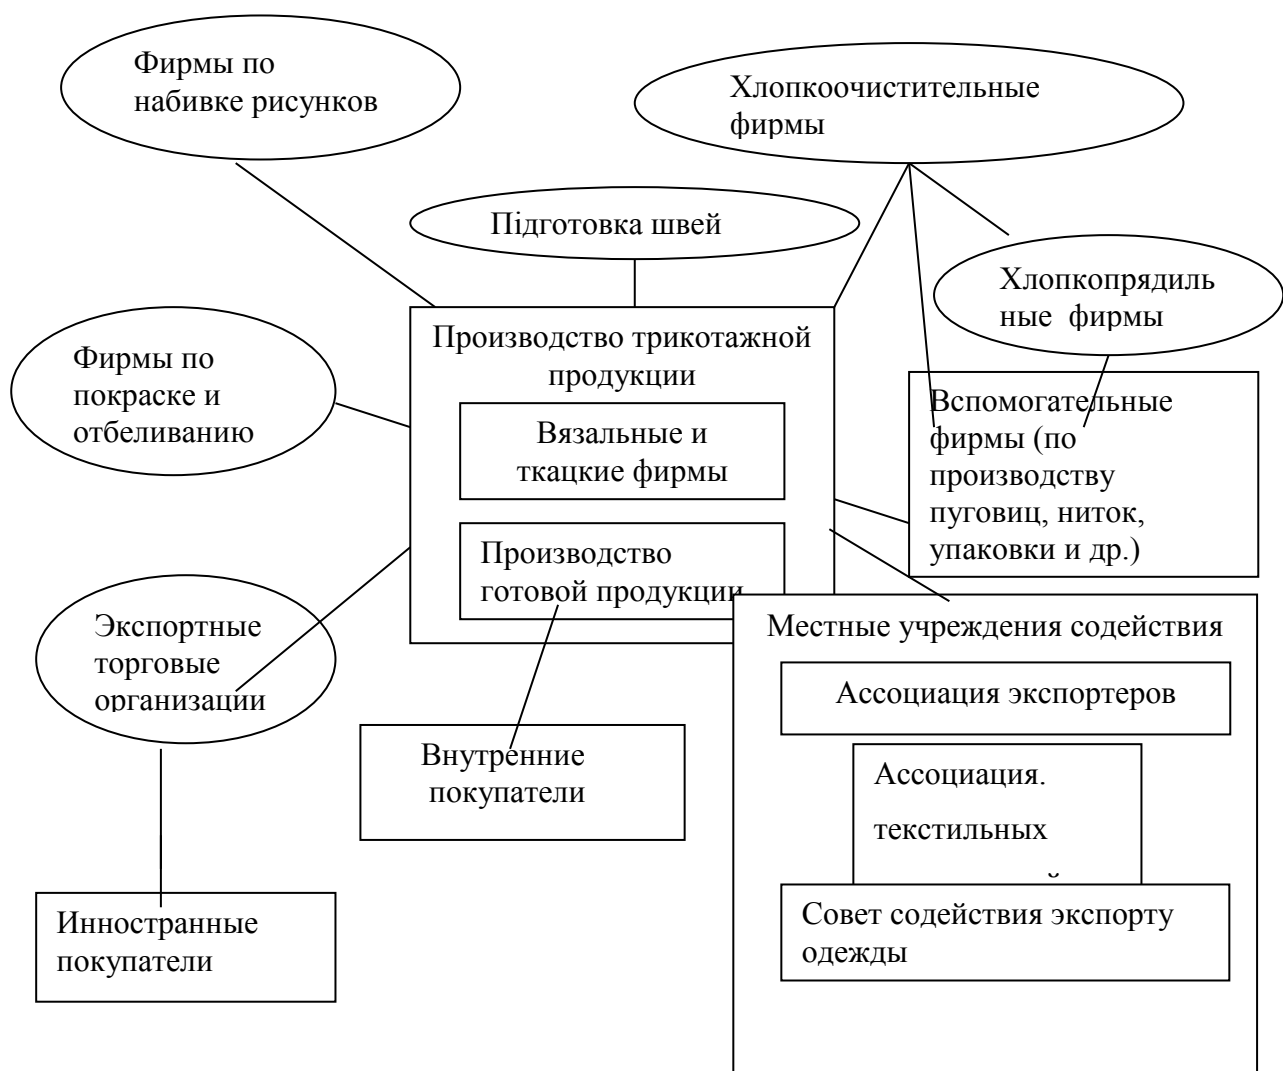 Фирмы по
набивке рисунков
Хлопкоочистительные
фирмы
Підготовка швей
Хлопкопрядиль
ные фирмы
Производство трикотажной
продукции
Фирмы по
покраске и
отбеливанию
Вязальные и
ткацкие фирмы
Вспомогательные
фирмы (по
производству
пуговиц, ниток,
упаковки и др.)
Производство
готовой продукции
Экспортные
торговые
организации
Местные учреждения содействия
Ассоциация экспортеров
Внутренние
покупатели
Ассоциация.
текстильных
Совет содействия экспорту
одежды
Инностранные
покупатели